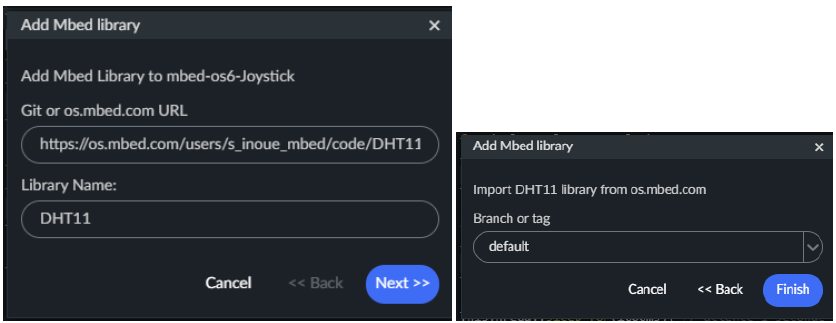 Add Mbed library
Add Mbed Library to mbed-os6-Joystick
Git or os.mbed.com URL
https://os.mbed.com/users/s_inoue_mbed/code/DHT11
Library Name:
DHT11
Cancel << Back Next >>
Add Mbed library
Import DHT11 library from os.mbed.com
Branch or tag
default
Cancel << Back Finish